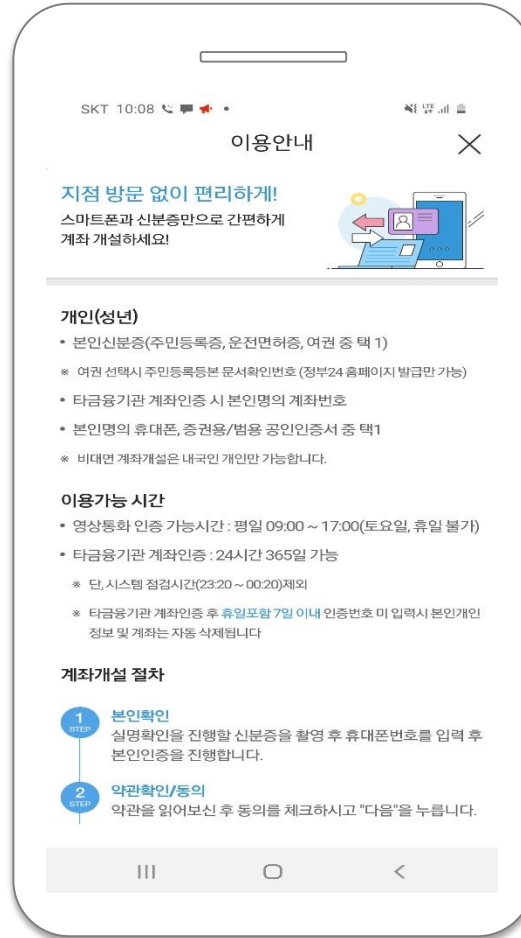 SKT 10:08
LTE
이용안내
지점 방문 없이 편리하게!
스마트폰과 신분증만으로 간편하게
계좌 개설하세요!
개인(성년)
• 본인신분증(주민등록증, 운전면허증, 여권 중 택 1)
※ 여권 선택시 주민등록등본 문서확인번호 (정부24 홈페이지 발급만 가능)
• 타금융기관 계좌인증 시 본인명의 계좌번호
• 본인명의 휴대폰, 증권용/범용 공인인증서 중 택1
※ 비대면 계좌개설은 내국인 개인만 가능합니다.
이용가능 시간
• 영상통화 인증 가능시간 : 평일 09:00 ~ 17:00(토요일, 휴일 불가)
• 타금융기관 계좌인증 : 24시간 365일 가능
※ 단, 시스템 점검시간(23:20 ~ 00:20)제외
※ 타금융기관 계좌인증 후 휴일포함 7일 이내 인증번호 미 입력시 본인개인
정보 및 계좌는 자동 삭제됩니다
계좌개설 절차
1
STEP
본인확인
실명확인을 진행할 신분증을 촬영 후 휴대폰번호를 입력 후
본인인증을 진행합니다.
2
STEP
약관확인/동의
약관을 읽어보신 후 동의를 체크하시고 "다음"을 누릅니다.